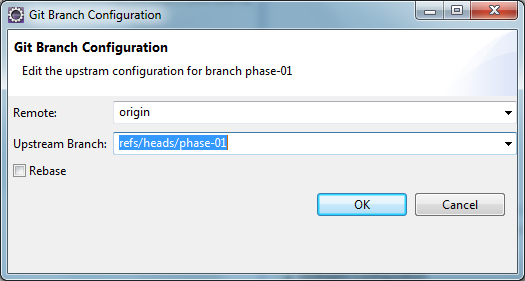 Git Branch Configuration
Git Branch Configuration
Edit the upstram configuration for branch phase-01
Remote: origin
Upstream Branch: refs/heads/phase-01
Rebase
OK Cancel